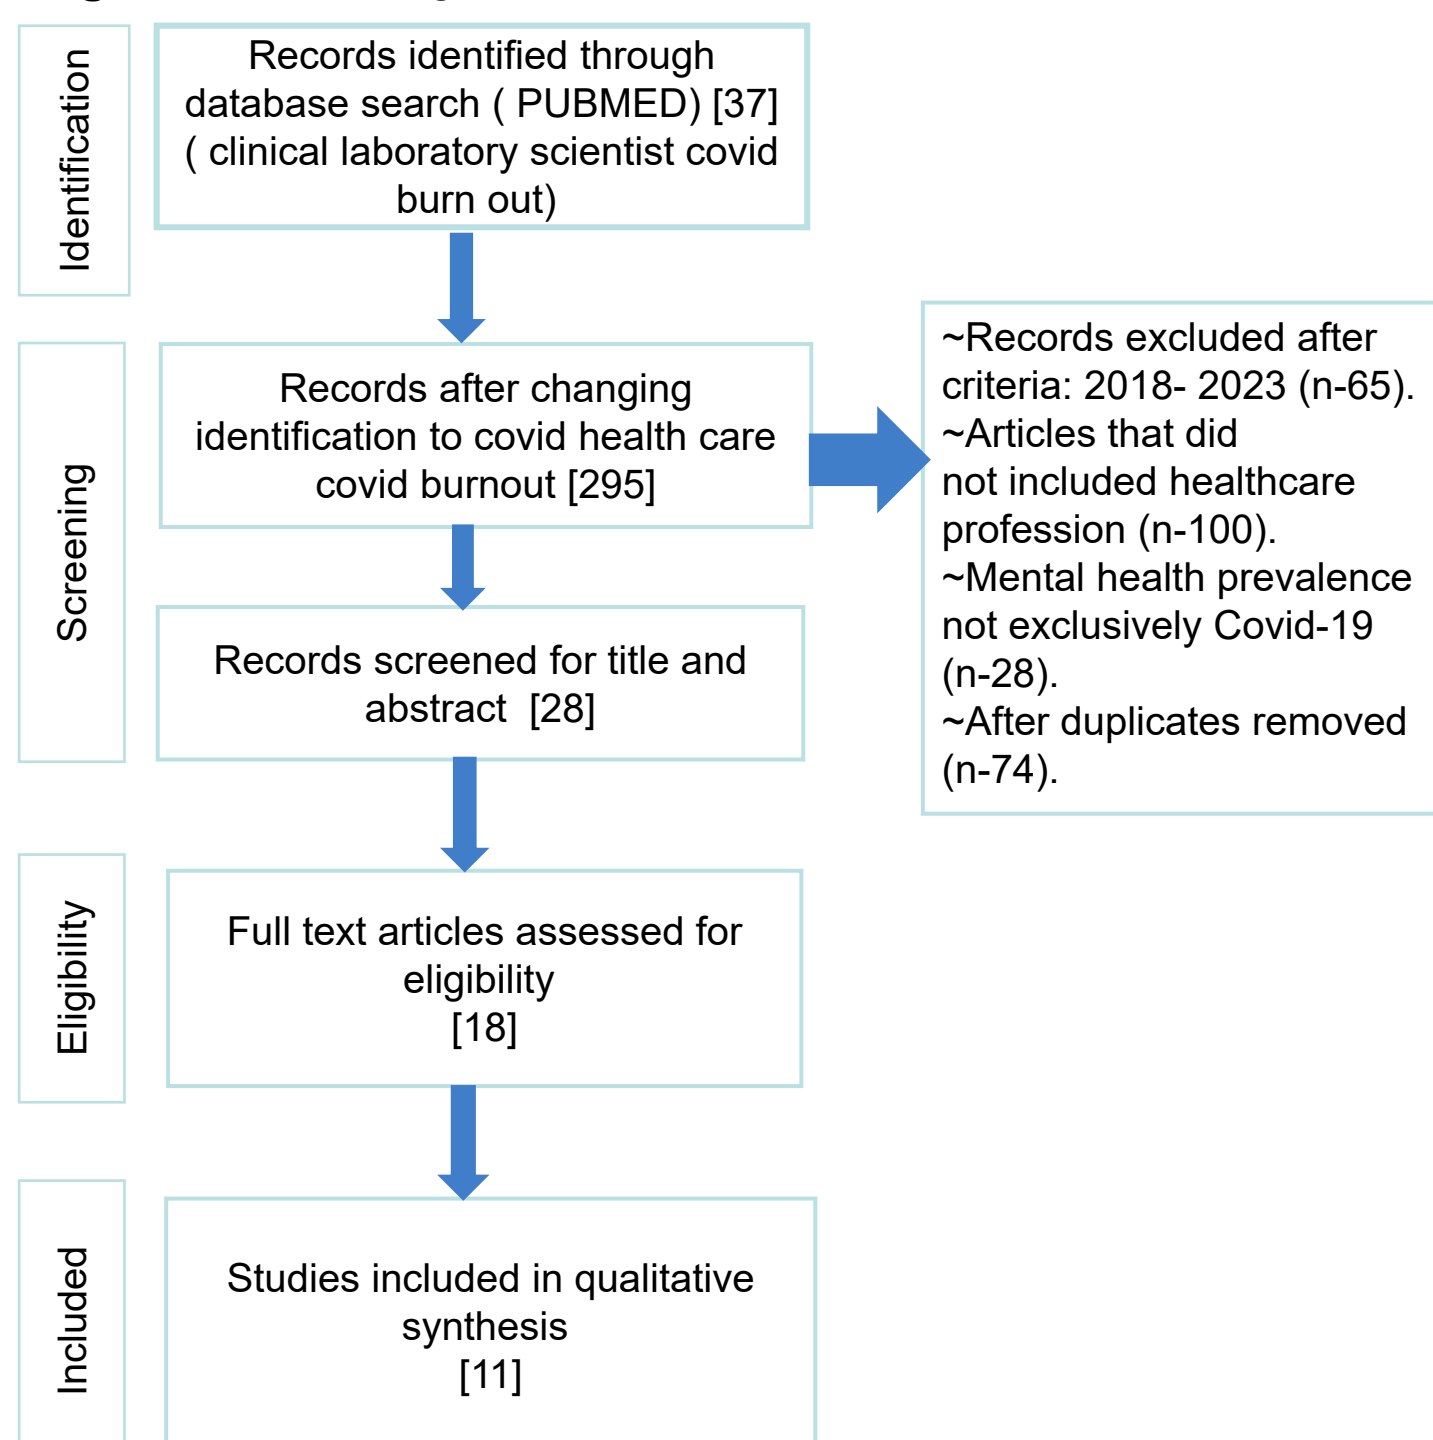 Identification
Records identified through
database search ( PUBMED) [37]
( clinical laboratory scientist covid
burn out)
Screening
Records after changing
identification to covid health care
covid burnout [295]
~Records excluded after
criteria: 2018- 2023 (n-65).
~Articles that did
not included healthcare
profession (n-100).
~Mental health prevalence
not exclusively Covid-19
(n-28).
~After duplicates removed
(n-74).
Records screened for title and
abstract [28]
Eligibility
Full text articles assessed for
eligibility
[18]
Included
Studies included in qualitative
synthesis
[11]